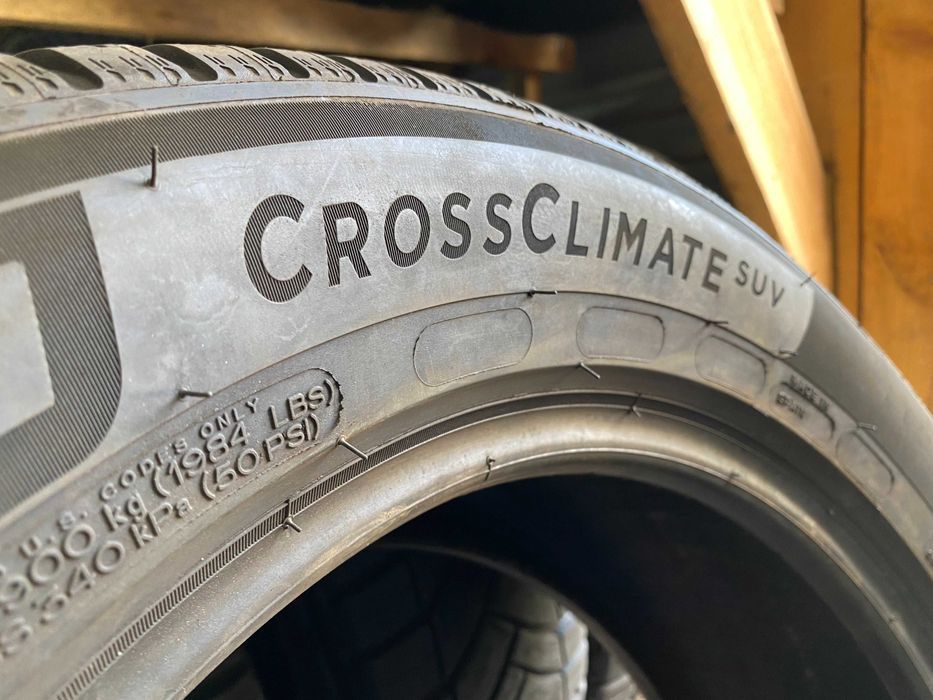 CROSSCLIMATE SUV
U.S. CODES ONLY
900 kg (1984 LBS)
340 kPa (50 PSI)
MADE IN
SPAIN